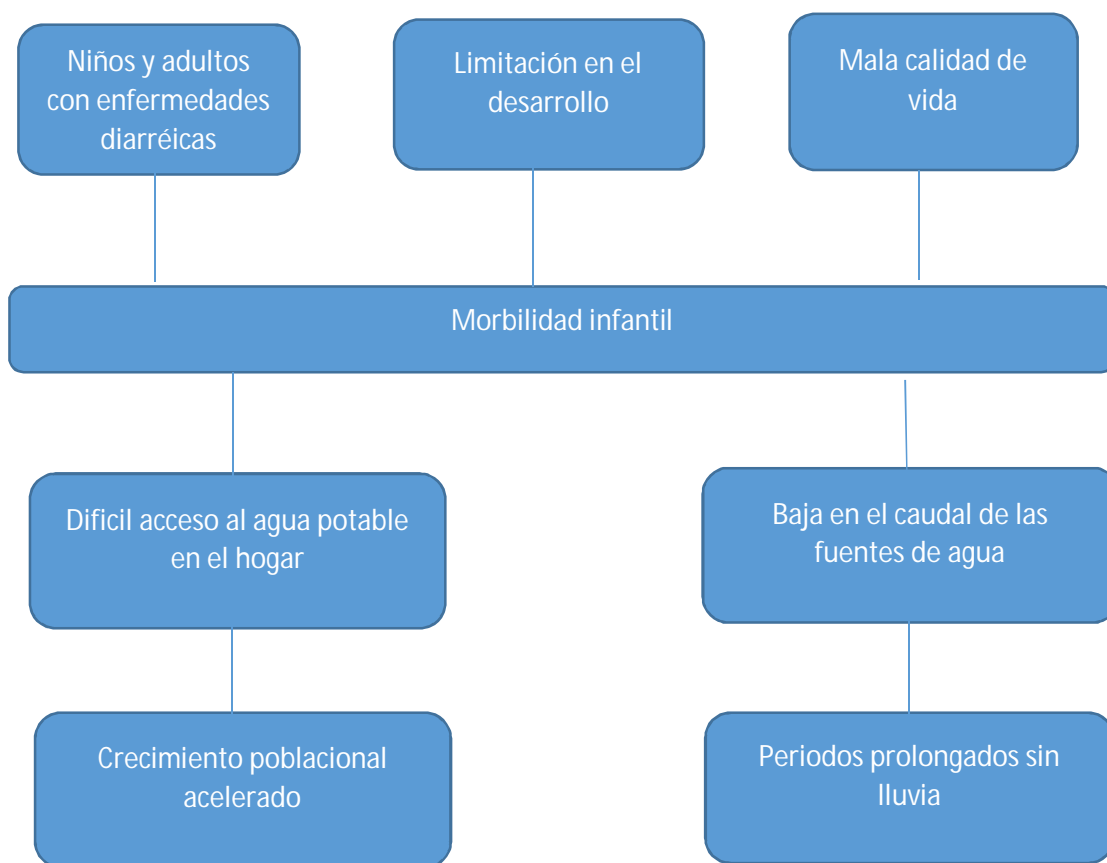 Niños y adultos
con enfermedades
diarréicas
Limitación en el
desarrollo
Mala calidad de
vida
Morbilidad infantil
Dificil acceso al agua potable
en el hogar
Baja en el caudal de las
fuentes de agua
Crecimiento poblacional
acelerado
Periodos prolongados sin
lluvia